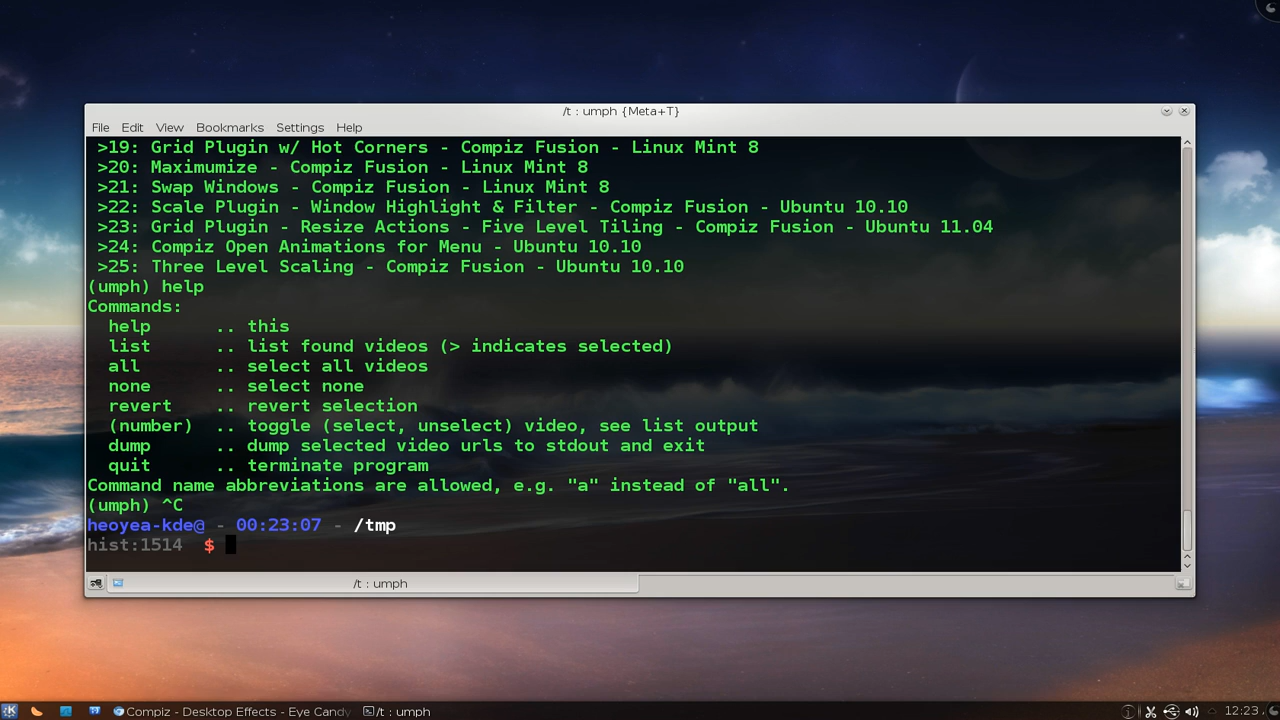 /t : umph {Meta+T}
File Edit View Bookmarks Settings Help
>19: Grid Plugin w/ Hot Corners - Compiz Fusion - Linux Mint 8
>20: Maximumize - Compiz Fusion - Linux Mint 8
>21: Swap Windows - Compiz Fusion - Linux Mint 8
>22: Scale Plugin - Window Highlight & Filter - Compiz Fusion - Ubuntu 10.10
>23: Grid Plugin - Resize Actions - Five Level Tiling - Compiz Fusion - Ubuntu 11.04
>24: Compiz Open Animations for Menu - Ubuntu 10.10
>25: Three Level Scaling - Compiz Fusion - Ubuntu 10.10
(umph) help
Commands:
help .. this
list .. list found videos (> indicates selected)
all .. select all videos
none .. select none
revert .. revert selection
(number) .. toggle (select, unselect) video, see list output
dump .. dump selected video urls to stdout and exit
quit .. terminate program
Command name abbreviations are allowed, e.g. "a" instead of "all".
(umph) ^C
heoyea-kde@ - 00:23:07 - /tmp
hist:1514 $
/t : umph
Compiz - Desktop Effects - Eye Candy /t : umph 12:23